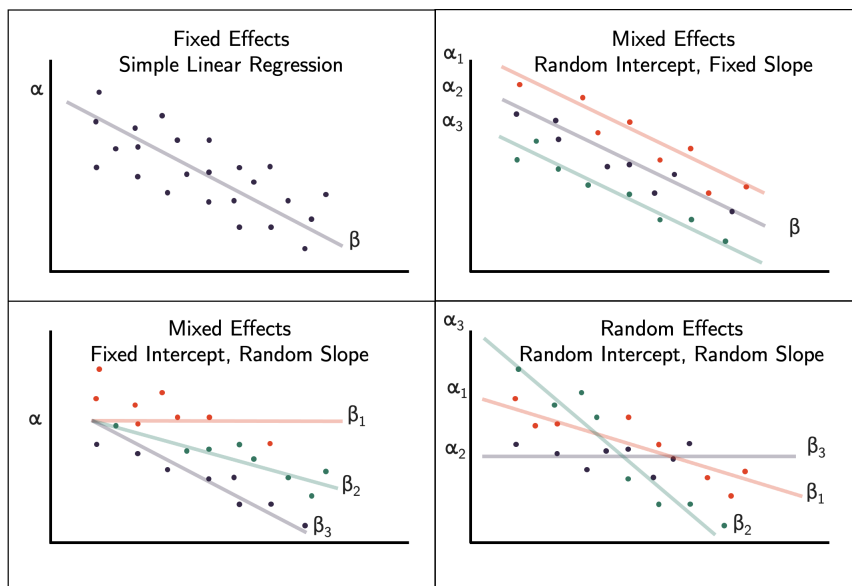 Fixed Effects
Simple Linear Regression
α
β
Mixed Effects
Random Intercept, Fixed Slope
α1
α2
α3
β
Mixed Effects
Fixed Intercept, Random Slope
α
β1
β2
β3
Random Effects
Random Intercept, Random Slope
α3
α1
α2
β3
β1
β2